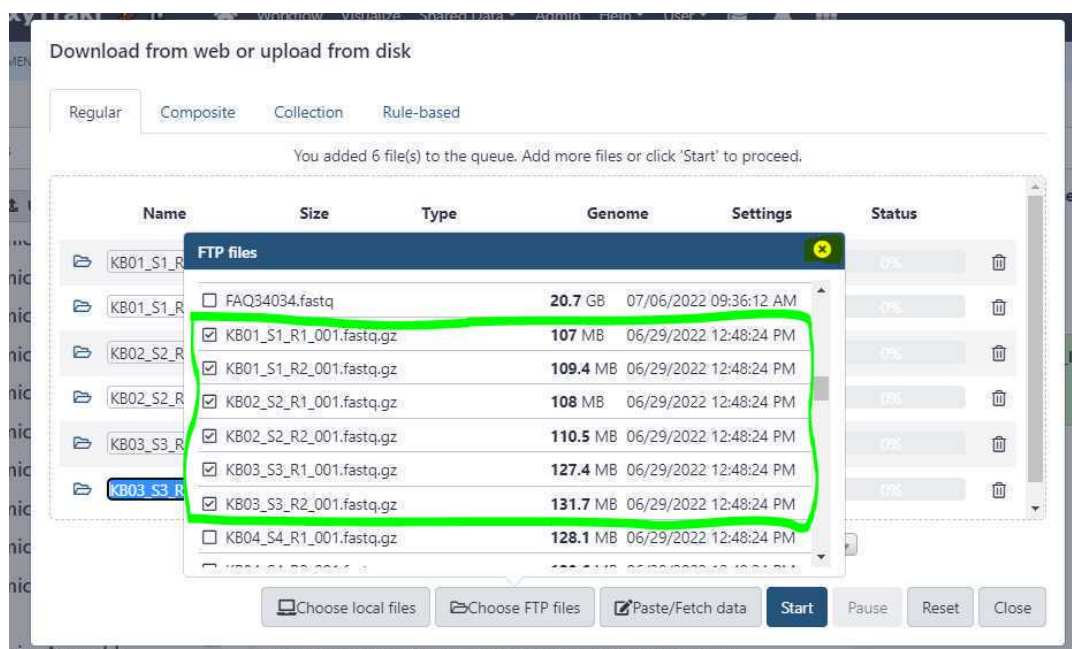 Workflow Visualize Shared Data Admin Help User
Download from web or upload from disk
Regular Composite Collection Rule-based
You added 6 file(s) to the queue. Add more files or click 'Start' to proceed.
Name Size Type Genome Settings Status
FTP files
KB01_S1_R 0%
FAQ34034.fastq 20.7 GB 07/06/2022 09:36:12 AM
KB01_S1_R 0%
KB01_S1_R1_001.fastq.gz 107 MB 06/29/2022 12:48:24 PM
KB02_S2_R 0%
KB01_S1_R2_001.fastq.gz 109.4 MB 06/29/2022 12:48:24 PM
KB02_S2_R 0%
KB02_S2_R1_001.fastq.gz 108 MB 06/29/2022 12:48:24 PM
KB03_S3_R 0%
KB02_S2_R2_001.fastq.gz 110.5 MB 06/29/2022 12:48:24 PM
KB03_S3_R 0%
KB03_S3_R1_001.fastq.gz 127.4 MB 06/29/2022 12:48:24 PM
KB03_S3_R2_001.fastq.gz 131.7 MB 06/29/2022 12:48:24 PM
KB04_S4_R1_001.fastq.gz 128.1 MB 06/29/2022 12:48:24 PM
Choose local files Choose FTP files Paste/Fetch data Start Pause Reset Close